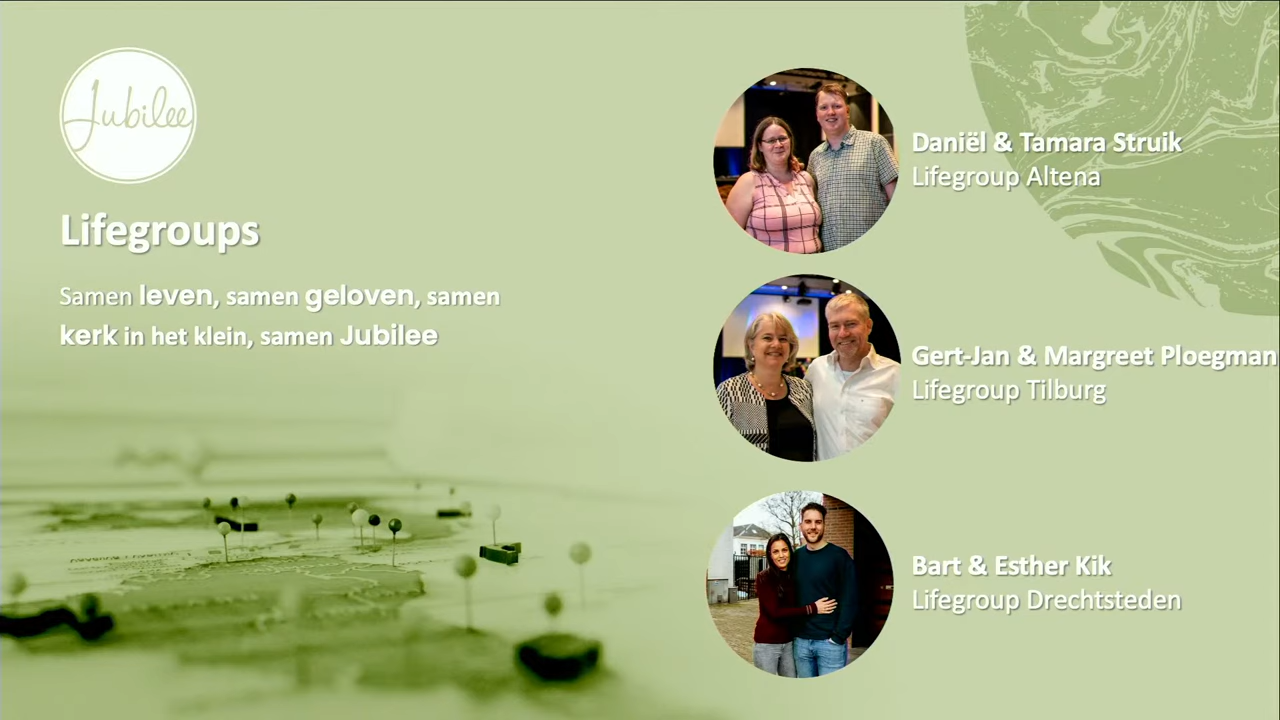 Jubilee
Lifegroups
Samen leven, samen geloven, samen
kerk in het klein, samen Jubilee
Daniël & Tamara Struik
Lifegroup Altena
Gert-Jan & Margreet Ploegman
Lifegroup Tilburg
Bart & Esther Kik
Lifegroup Drechtsteden